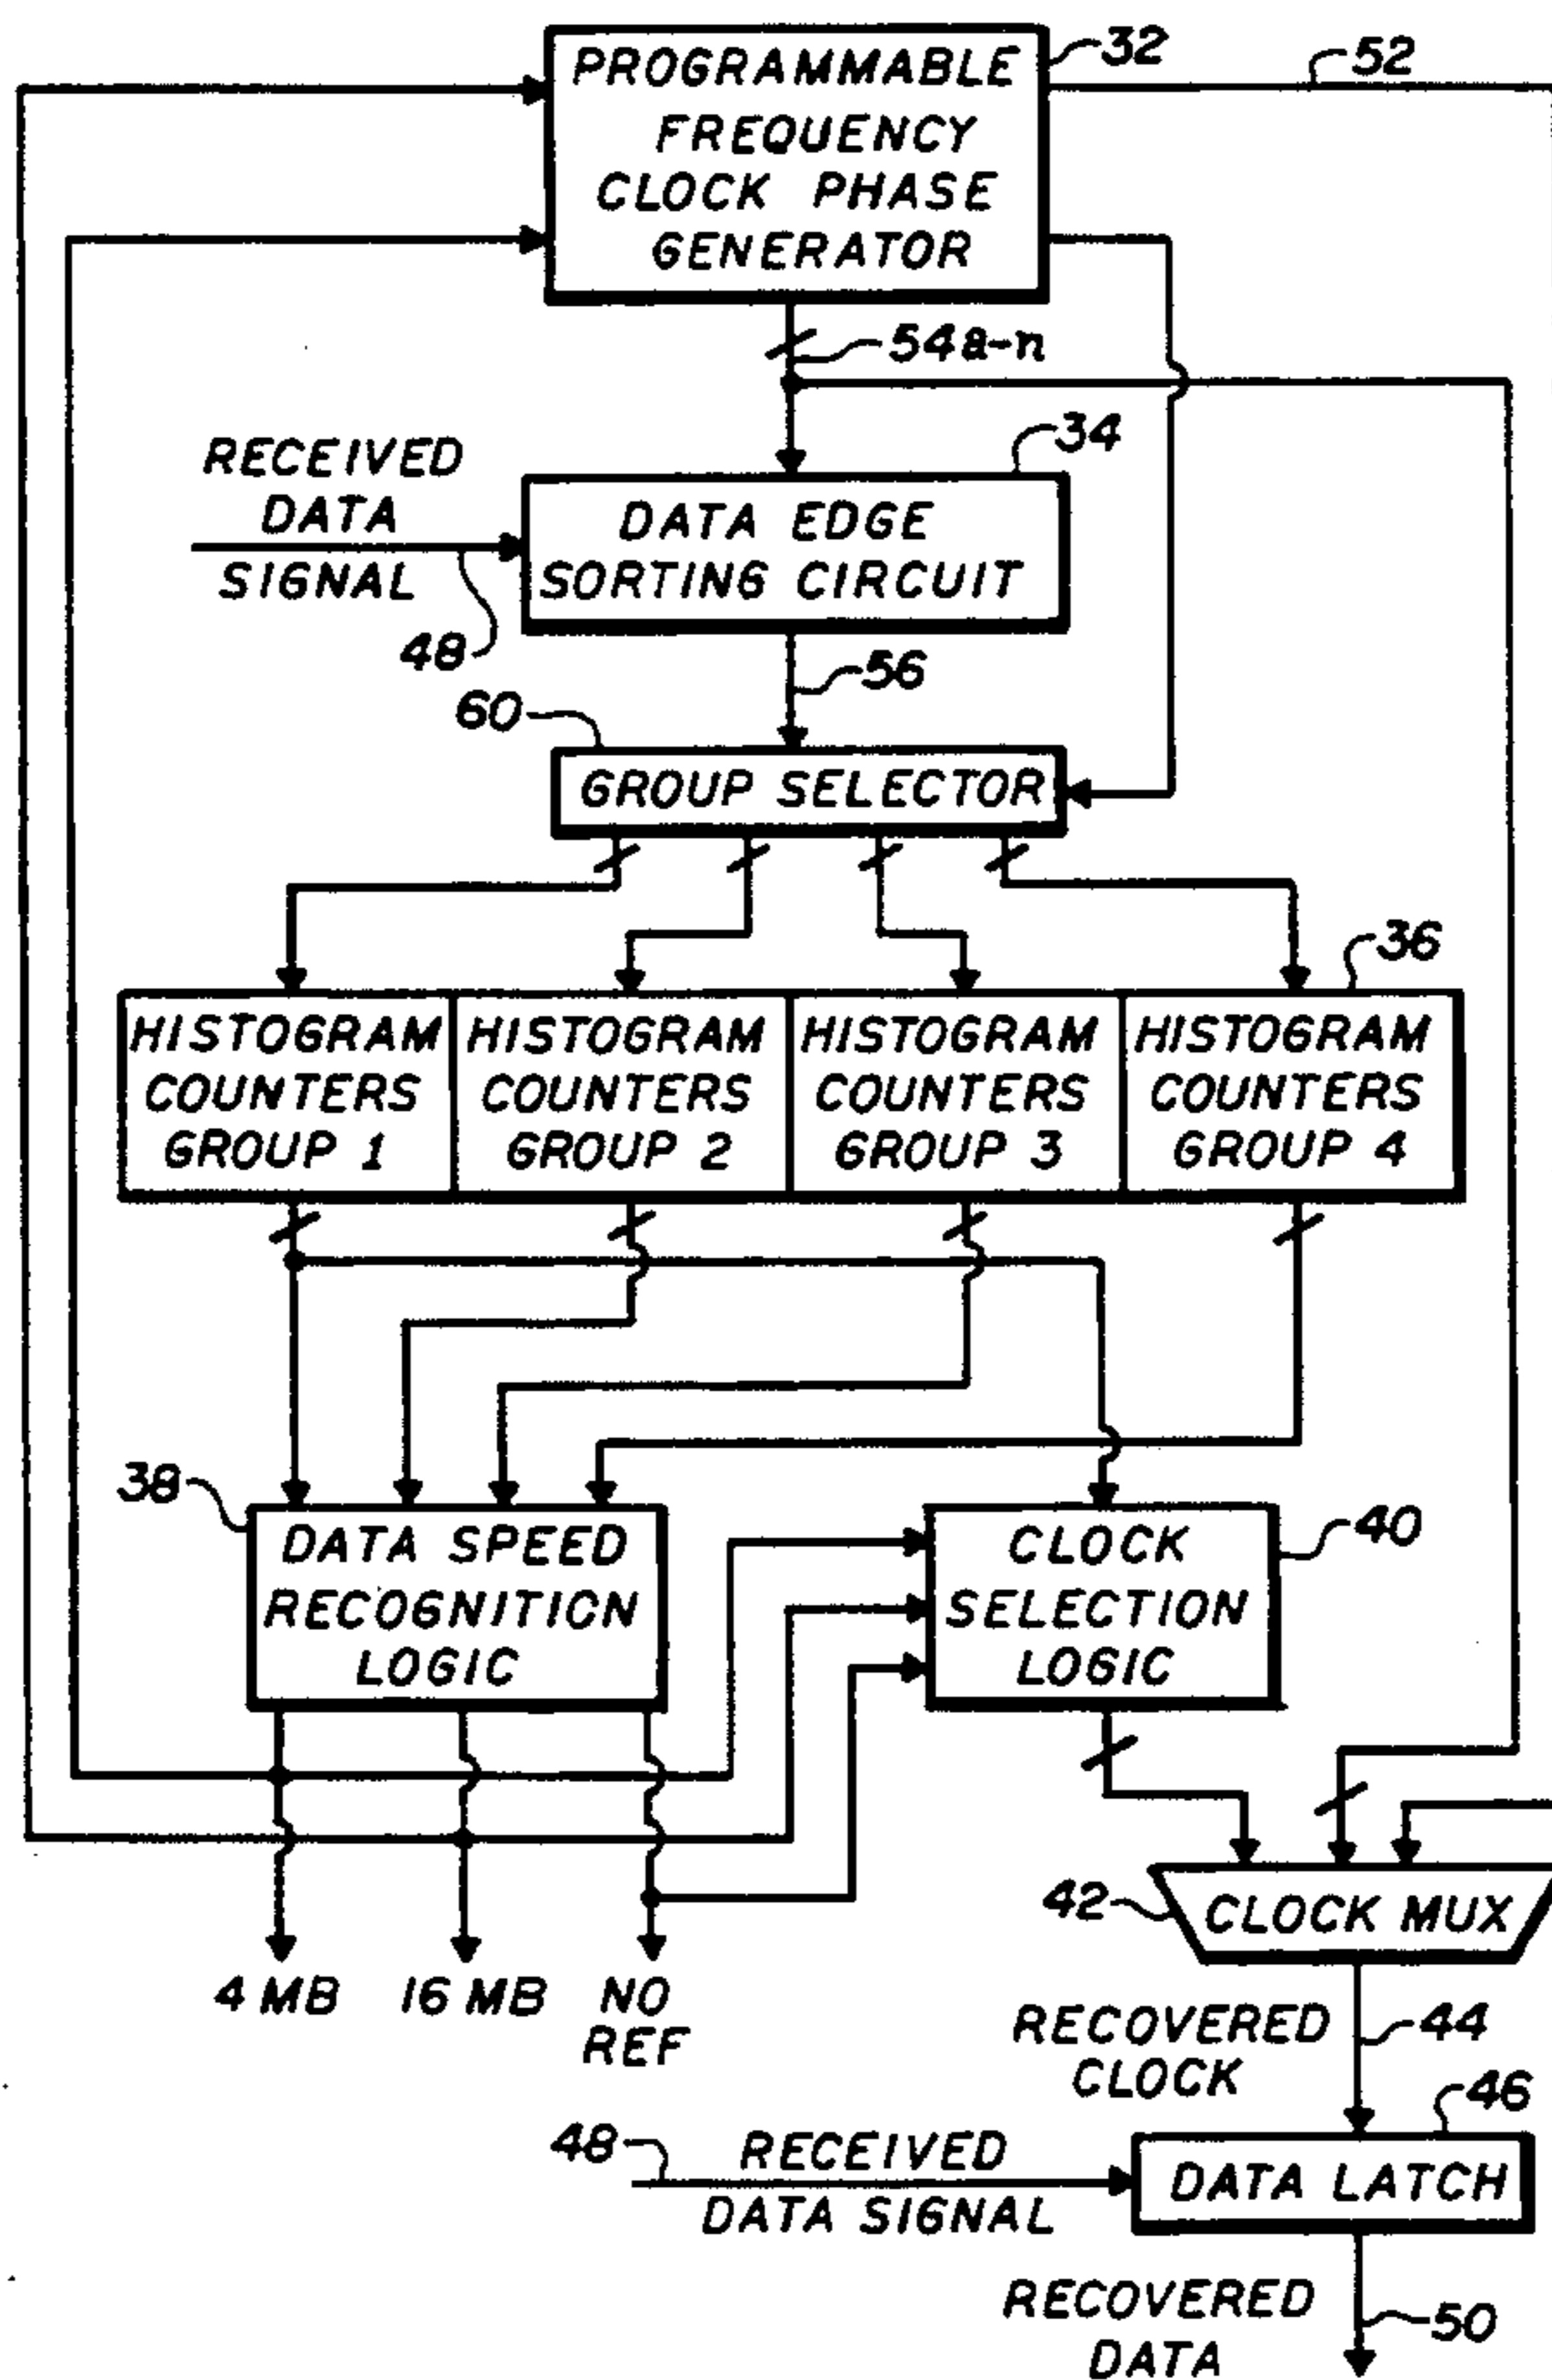 PROGRAMMABLE
FREQUENCY
CLOCK PHASE
GENERATOR
32
52
54a-n
RECEIVED
DATA
SIGNAL
48
34
DATA EDGE
SORTING CIRCUIT
56
60
GROUP SELECTOR
36
HISTOGRAM
COUNTERS
GROUP 1
HISTOGRAM
COUNTERS
GROUP 2
HISTOGRAM
COUNTERS
GROUP 3
HISTOGRAM
COUNTERS
GROUP 4
38
DATA SPEED
RECOGNITION
LOGIC
CLOCK
SELECTION
LOGIC
40
4 MB
16 MB
NO
REF
42
CLOCK MUX
RECOVERED
CLOCK
44
46
48
RECEIVED
DATA SIGNAL
DATA LATCH
RECOVERED
DATA
50